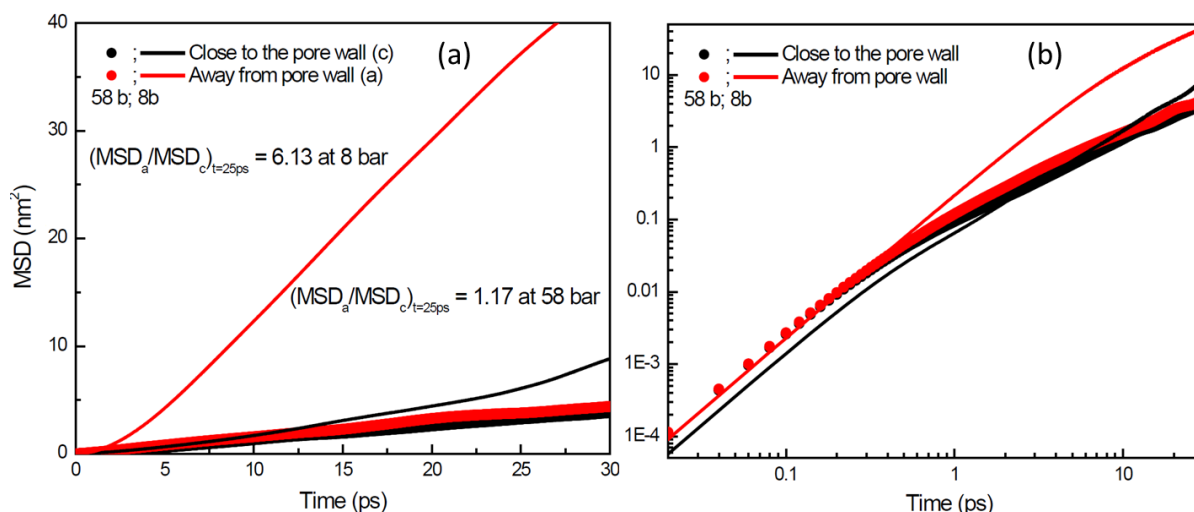 40
30
20
10
0
MSD (nm²)
● ; — Close to the pore wall (c)
● ; — Away from pore wall (a)
58 b; 8b
(a)
(MSDₐ/MSD_c)ₜ₌₂₅ₚₛ = 6.13 at 8 bar
(MSDₐ/MSD_c)ₜ₌₂₅ₚₛ = 1.17 at 58 bar
0 5 10 15 20 25 30
Time (ps)
10
1
0.1
0.01
1E-3
1E-4
● ; — Close to the pore wall
● ; — Away from pore wall
58 b; 8b
(b)
0.1 1 10
Time (ps)